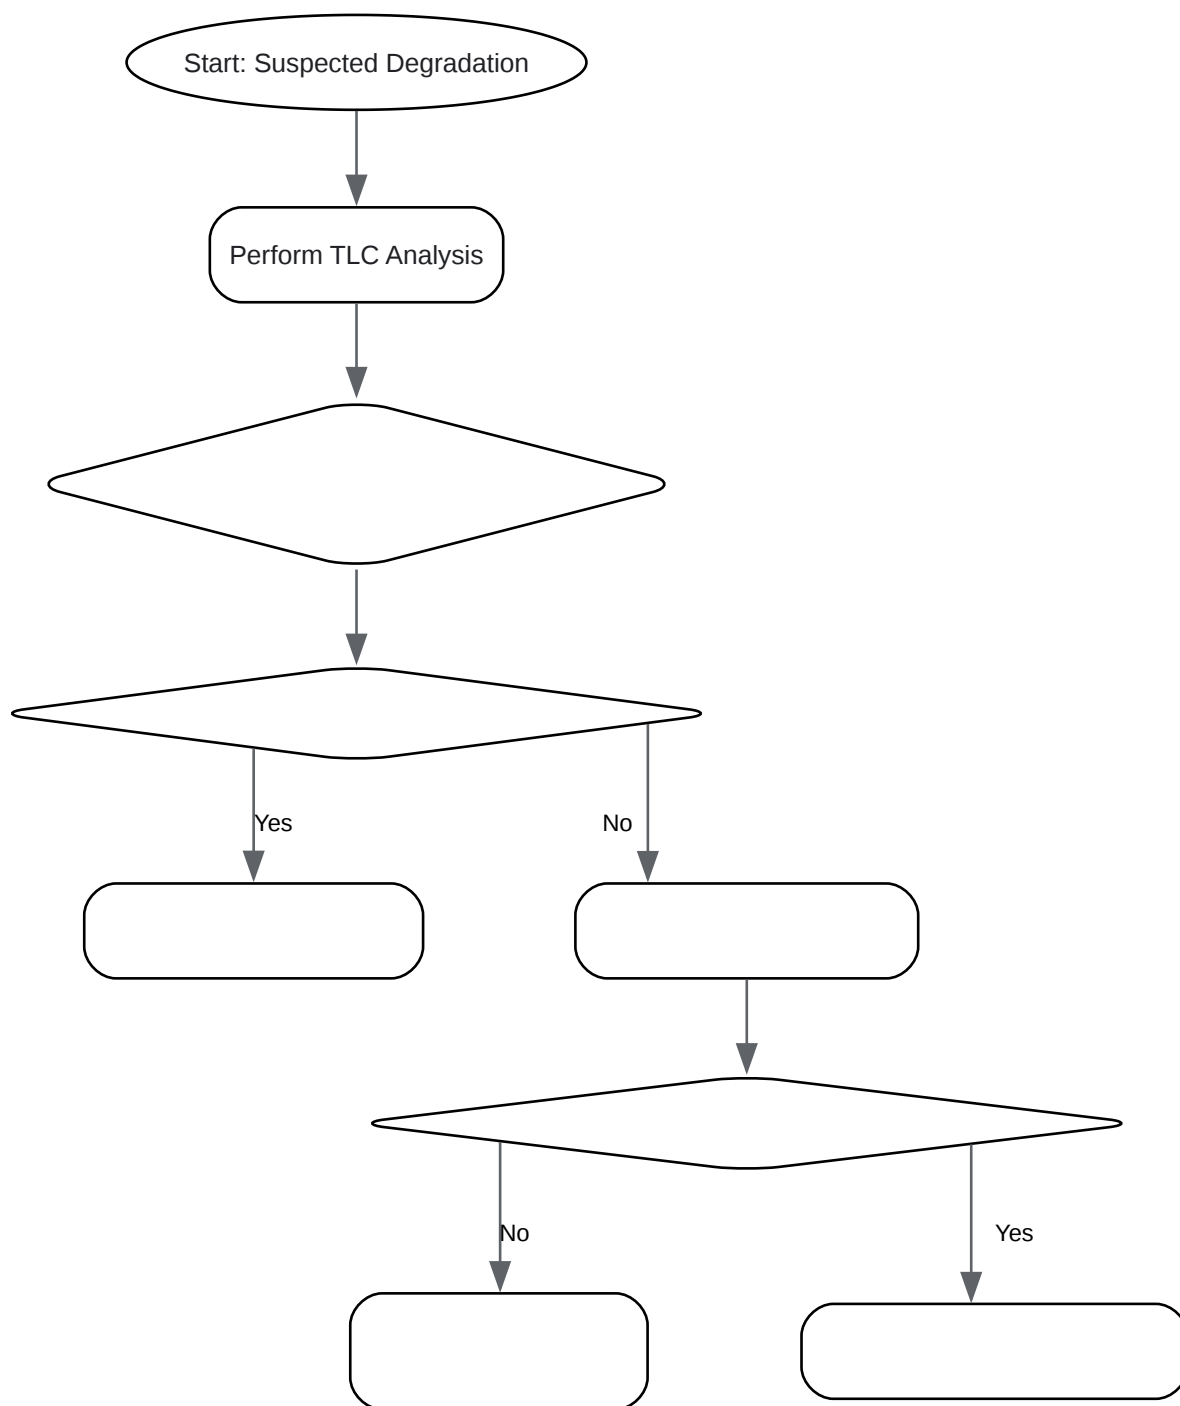 Start: Suspected Degradation
Perform TLC Analysis
Yes
No
No
Yes